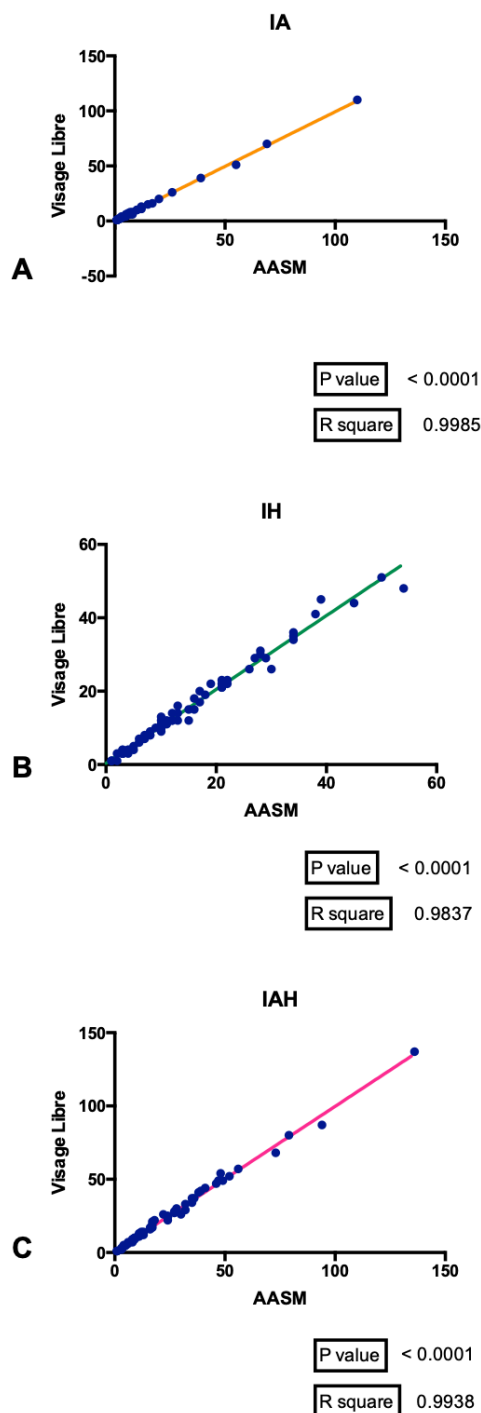 IA
150
100
50
0
-50
50
100
150
Visage Libre
AASM
A
P value < 0.0001
R square 0.9985
IH
60
40
20
0
0
20
40
60
Visage Libre
AASM
B
P value < 0.0001
R square 0.9837
IAH
150
100
50
0
0
50
100
150
Visage Libre
AASM
C
P value < 0.0001
R square 0.9938